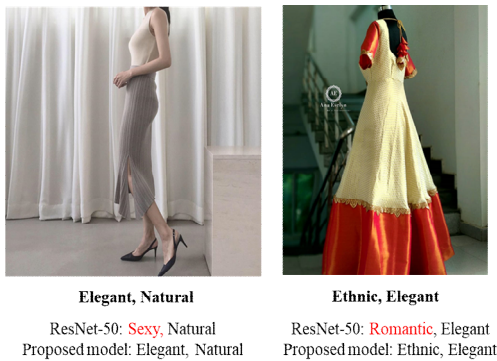 Elegant, Natural
ResNet-50: Sexy, Natural
Proposed model: Elegant, Natural
Ethnic, Elegant
ResNet-50: Romantic, Elegant
Proposed model: Ethnic, Elegant